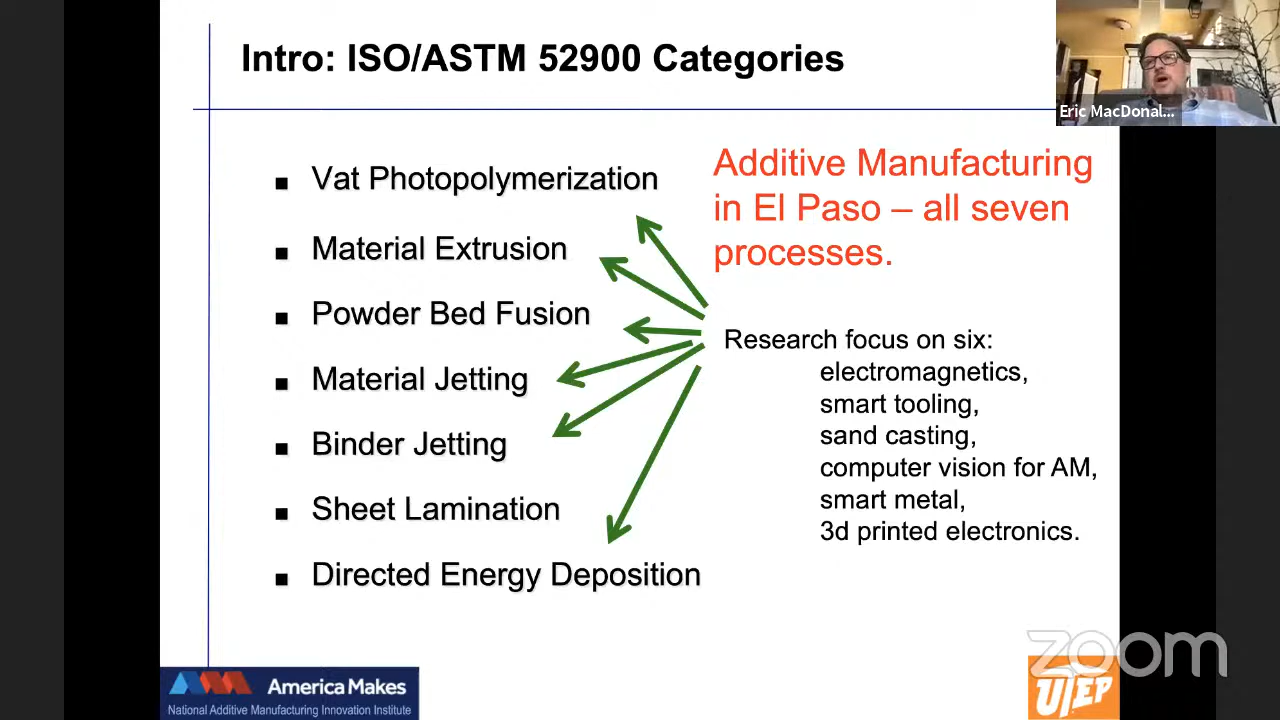 Intro: ISO/ASTM 52900 Categories
Eric MacDonal...
Vat Photopolymerization
Material Extrusion
Powder Bed Fusion
Material Jetting
Binder Jetting
Sheet Lamination
Directed Energy Deposition
Additive Manufacturing
in El Paso – all seven
processes.
Research focus on six:
electromagnetics,
smart tooling,
sand casting,
computer vision for AM,
smart metal,
3d printed electronics.
AM America Makes
National Additive Manufacturing Innovation Institute
zoom
UTEP